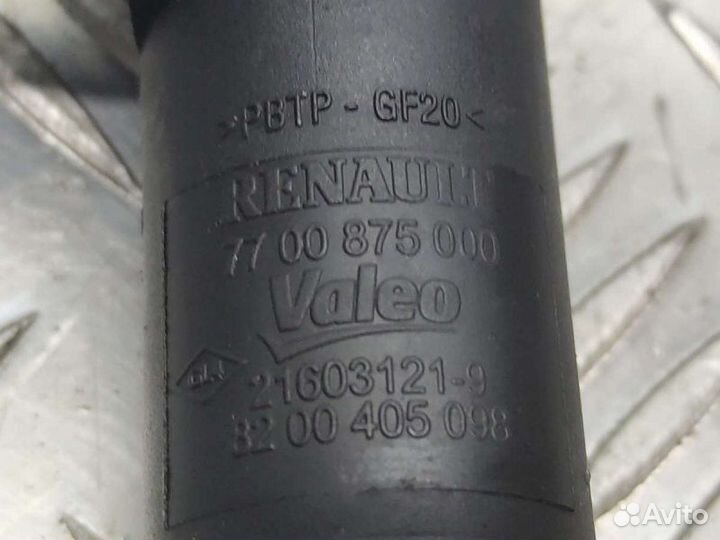 >PBTP - GF20<
RENAULT
77 00 875 000
Valeo
21603121-9
82 00 405 098
Avito